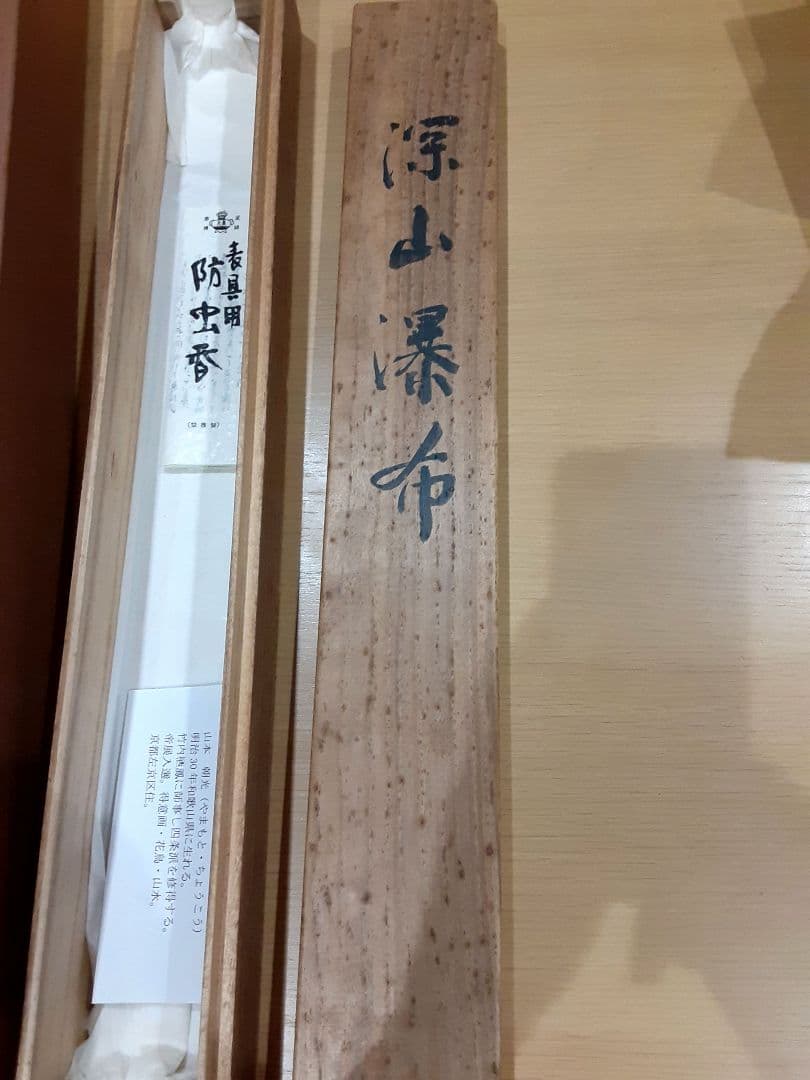 深山瀑布
表具用
防虫香
山本 朝光 (やまもと・ちょうこう)
明治30年和歌山県に生れる。
竹内栖鳳に師事し四条派を修得する。
帝展入選。得意画・花鳥・山水。
京都左京区住。